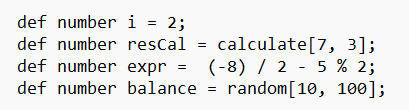 def number i = 2;
def number resCal = calculate[7, 3];
def number expr =  (-8) / 2 - 5 % 2;
def number balance = random[10, 100];